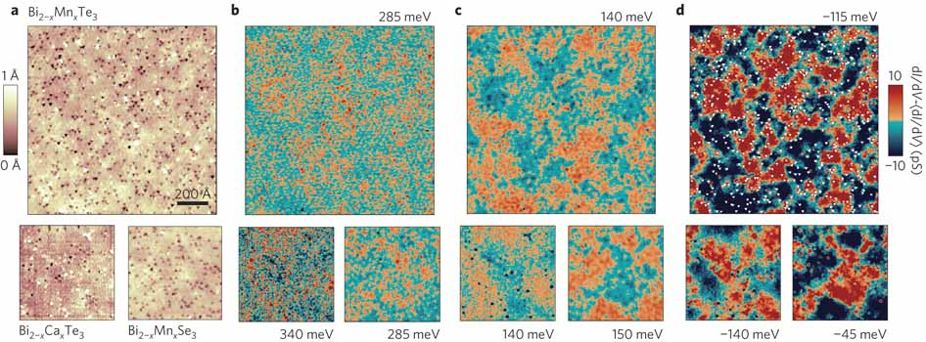 a b c d
Bi2−xMnxTe3 285 meV 140 meV −115 meV
1 Å
0 Å
200 Å
10
−10
dI/dV−⟨dI/dV⟩ (pS)
Bi2−xCaxTe3 Bi2−xMnxSe3 340 meV 285 meV 140 meV 150 meV −140 meV −45 meV